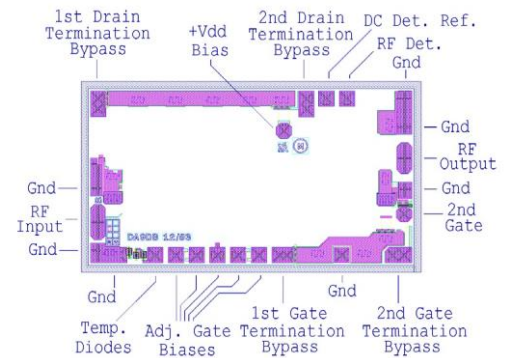 1st Drain
Termination
Bypass
+Vdd
Bias
2nd Drain
Termination
Bypass
DC Det. Ref.
RF Det.
Gnd
Gnd
RF
Output
Gnd
2nd
Gate
Gnd
RF
Input
Gnd
DA9DB 12/03
Gnd
Temp.
Diodes
Adj. Gate
Biases
1st Gate
Termination
Bypass
Gnd
2nd Gate
Termination
Bypass